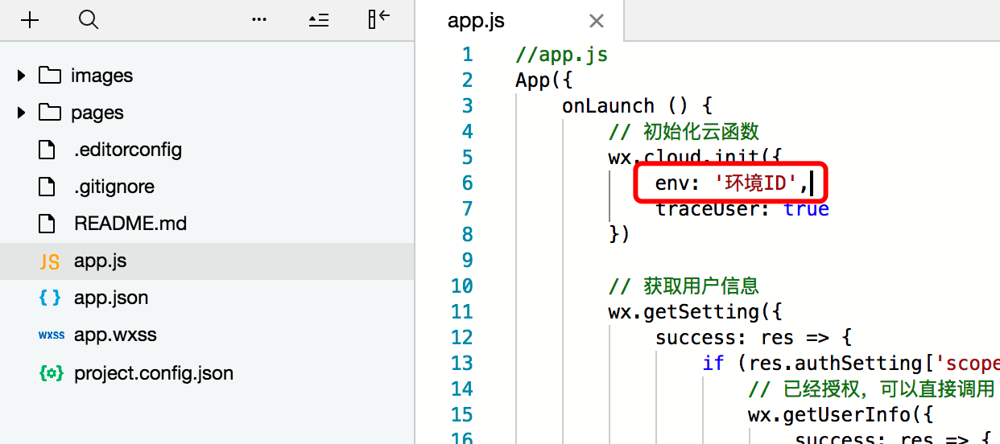 images
pages
.editorconfig
.gitignore
README.md
JS app.js
{ } app.json
wxss app.wxss
project.config.json
app.js
1 //app.js
2 App({
3 onLaunch () {
4 // 初始化云函数
5 wx.cloud.init({
6 env: '环境ID',
7 traceUser: true
8 })
9
10 // 获取用户信息
11 wx.getSetting({
12 success: res => {
13 if (res.authSetting['scope
14 // 已经授权，可以直接调用
15 wx.getUserInfo({
16 success: res => {